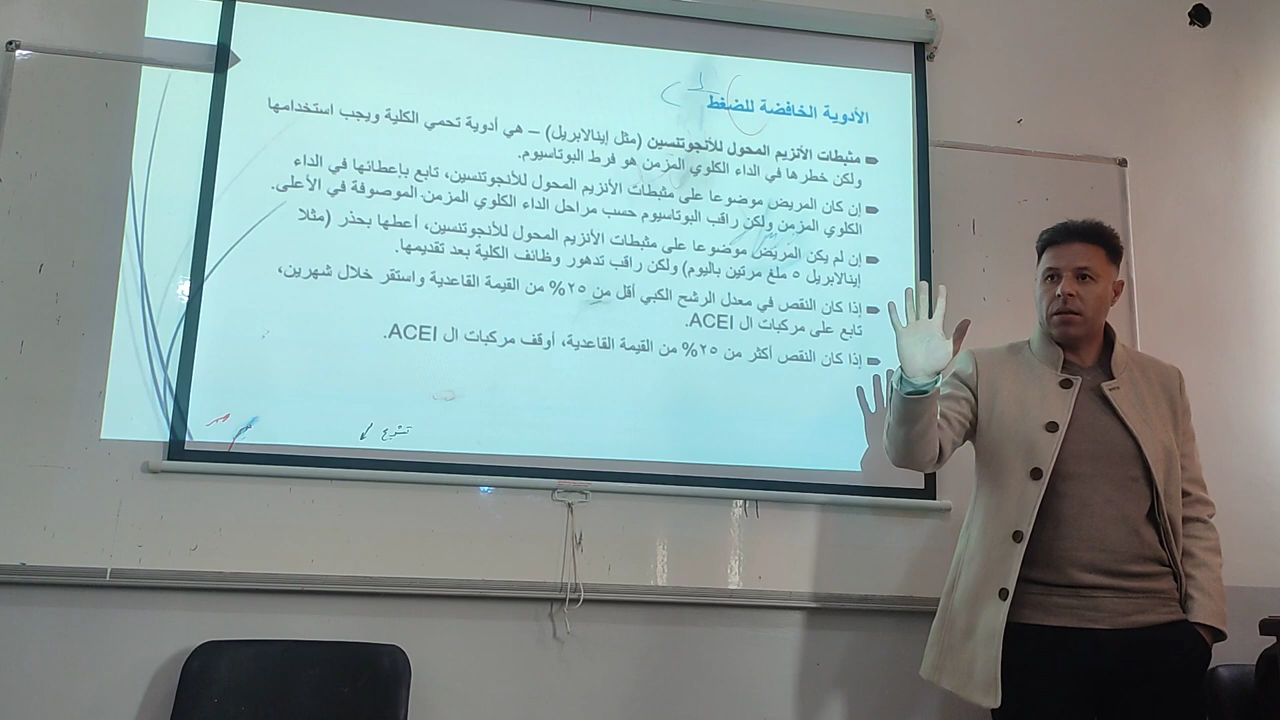 الأدوية الخافضة للضغط
مثبطات الأنزيم المحول للأنجوتنسين (مثل إينالابريل) – هي أدوية تحمي الكلية ويجب استخدامها
ولكن خطرها في الداء الكلوي المزمن هو فرط البوتاسيوم.
إن كان المريض موضوعا على مثبطات الأنزيم المحول للأنجوتنسين، تابع بإعطائها في الداء
الكلوي المزمن ولكن راقب البوتاسيوم حسب مراحل الداء الكلوي المزمن الموصوفة في الأعلى.
إن لم يكن المريض موضوعا على مثبطات الأنزيم المحول للأنجوتنسين، أعطها بحذر (مثلا
إينالابريل ٥ ملغ مرتين باليوم) ولكن راقب تدهور وظائف الكلية بعد تقديمها.
إذا كان النقص في معدل الرشح الكبي أقل من ٢٥% من القيمة القاعدية واستقر خلال شهرين،
تابع على مركبات ال ACEI.
إذا كان النقص أكثر من ٢٥% من القيمة القاعدية، أوقف مركبات ال ACEI.
تشريح